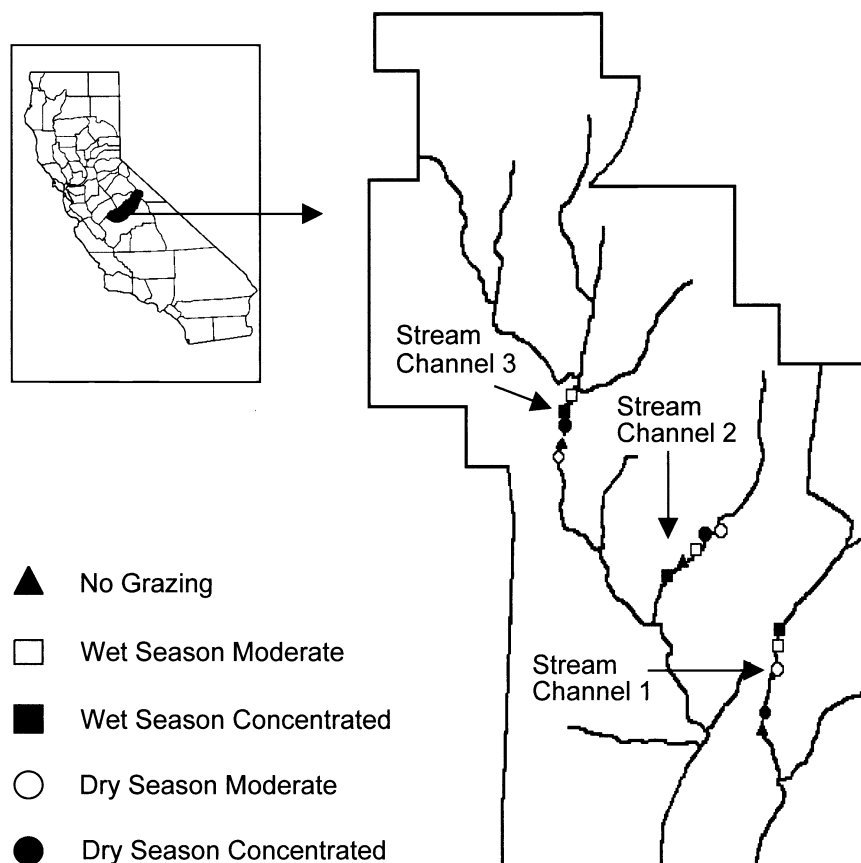 Stream
Channel 3
Stream
Channel 2
Stream
Channel 1
No Grazing
Wet Season Moderate
Wet Season Concentrated
Dry Season Moderate
Dry Season Concentrated